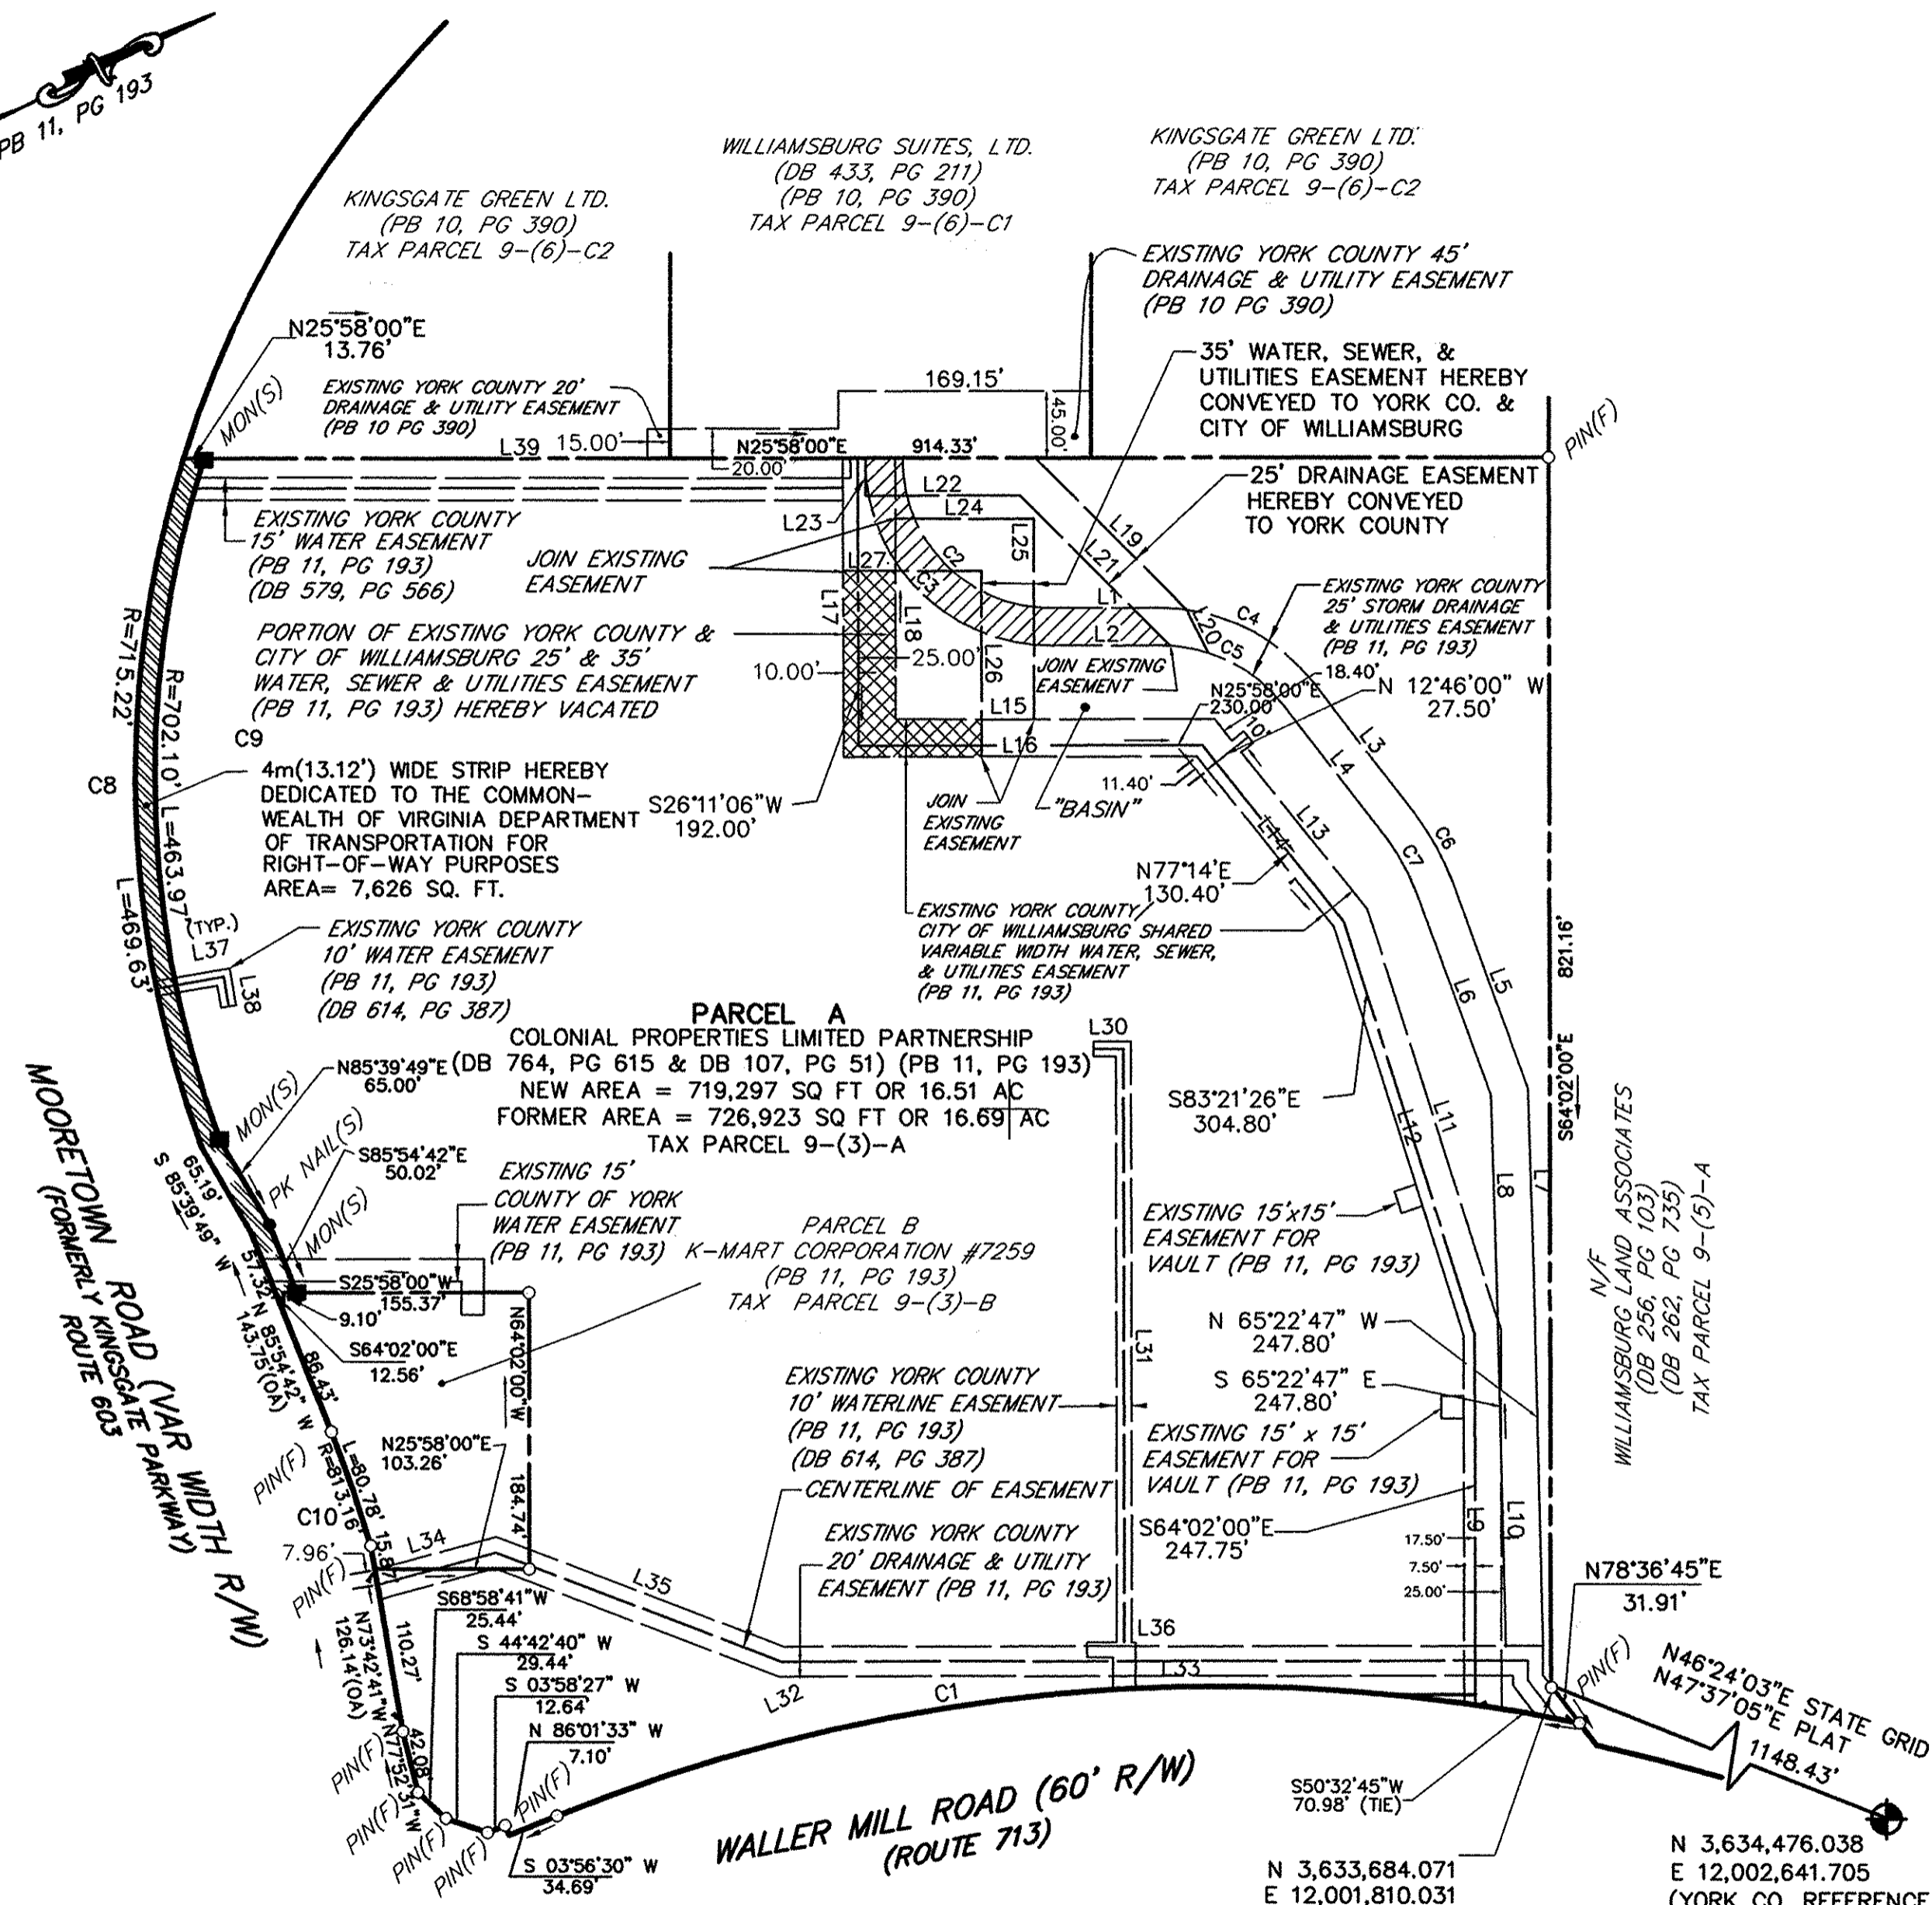 PB 11, PG 193
KINGSGATE GREEN LTD.
(PB 10, PG 390)
TAX PARCEL 9-(6)-C2
WILLIAMSBURG SUITES, LTD.
(DB 433, PG 211)
(PB 10, PG 390)
TAX PARCEL 9-(6)-C1
KINGSGATE GREEN LTD.
(PB 10, PG 390)
TAX PARCEL 9-(6)-C2
EXISTING YORK COUNTY 45'
DRAINAGE & UTILITY EASEMENT
(PB 10 PG 390)
N25°58'00"E
13.76'
MON(S)
EXISTING YORK COUNTY 20'
DRAINAGE & UTILITY EASEMENT
(PB 10 PG 390)
L39
15.00'
20.00'
N25°58'00"E
914.33'
169.15'
45.00'
35' WATER, SEWER, &
UTILITIES EASEMENT HEREBY
CONVEYED TO YORK CO. &
CITY OF WILLIAMSBURG
PIN(F)
25' DRAINAGE EASEMENT
HEREBY CONVEYED
TO YORK COUNTY
EXISTING YORK COUNTY
15' WATER EASEMENT
(PB 11, PG 193)
(DB 579, PG 566)
JOIN EXISTING
EASEMENT
L22
L23
L24
L25
L19
L21
L27
C2
C3
L1
L2
L17
L18
L26
L20
C4
C5
EXISTING YORK COUNTY
25' STORM DRAINAGE
& UTILITIES EASEMENT
(PB 11, PG 193)
PORTION OF EXISTING YORK COUNTY &
CITY OF WILLIAMSBURG 25' & 35'
WATER, SEWER & UTILITIES EASEMENT
(PB 11, PG 193) HEREBY VACATED
10.00'
25.00'
JOIN EXISTING
EASEMENT
18.40'
N25°58'00"E
230.00'
N 12°46'00" W
27.50'
10'
L15
L16
L3
L4
11.40'
"BASIN"
JOIN
EXISTING
EASEMENT
S26°11'06"W
192.00'
R=715.22'
R=702.10'
L=463.97'
L=469.63'
C8
C9
4m(13.12') WIDE STRIP HEREBY
DEDICATED TO THE COMMON-
WEALTH OF VIRGINIA DEPARTMENT
OF TRANSPORTATION FOR
RIGHT-OF-WAY PURPOSES
AREA= 7,626 SQ. FT.
L13
L14
C6
C7
N77°14'E
130.40'
EXISTING YORK COUNTY/
CITY OF WILLIAMSBURG SHARED
VARIABLE WIDTH WATER, SEWER,
& UTILITIES EASEMENT
(PB 11, PG 193)
(TYP.)
L37
L38
EXISTING YORK COUNTY
10' WATER EASEMENT
(PB 11, PG 193)
(DB 614, PG 387)
L5
L6
821.16'
S64°02'00"E
PARCEL A
COLONIAL PROPERTIES LIMITED PARTNERSHIP
(DB 764, PG 615 & DB 107, PG 51) (PB 11, PG 193)
NEW AREA = 719,297 SQ FT OR 16.51 AC
FORMER AREA = 726,923 SQ FT OR 16.69 AC
TAX PARCEL 9-(3)-A
L30
S83°21'26"E
304.80'
L12
L11
L8
L7
N/F
WILLIAMSBURG LAND ASSOCIATES
(DB 256, PG 103)
(DB 262, PG 735)
TAX PARCEL 9-(5)-A
N85°39'49"E
65.00'
MON(S)
PK NAIL(S)
S85°54'42"E
50.02'
MON(S)
65.19'
S 85°39'49" W
57.32'
EXISTING 15'
COUNTY OF YORK
WATER EASEMENT
(PB 11, PG 193)
PARCEL B
K-MART CORPORATION #7259
(PB 11, PG 193)
TAX PARCEL 9-(3)-B
EXISTING 15'x15'
EASEMENT FOR
VAULT (PB 11, PG 193)
S25°58'00"W
155.37'
9.10'
S64°02'00"E
12.56'
N64°02'00"W
184.74'
N 85°54'42" W
143.75'(OA)
86.43'
MOORETOWN ROAD (VAR WIDTH R/W)
(FORMERLY KINGSGATE PARKWAY)
ROUTE 603
L31
N 65°22'47" W
247.80'
S 65°22'47" E
247.80'
EXISTING YORK COUNTY
10' WATERLINE EASEMENT
(PB 11, PG 193)
(DB 614, PG 387)
EXISTING 15' x 15'
EASEMENT FOR
VAULT (PB 11, PG 193)
CENTERLINE OF EASEMENT
PIN(F)
L=80.78'
R=813.16'
C10
N25°58'00"E
103.26'
15.87'
7.96'
PIN(F)
L34
L35
EXISTING YORK COUNTY
20' DRAINAGE & UTILITY
EASEMENT (PB 11, PG 193)
S64°02'00"E
247.75'
L9
L10
17.50'
7.50'
25.00'
N78°36'45"E
31.91'
PIN(F)
S68°58'41"W
25.44'
S 44°42'40" W
29.44'
S 03°58'27" W
12.64'
N 86°01'33" W
7.10'
110.27'
N73°42'41"W
126.14'(OA)
42.08'
N77°52'31"W
PIN(F)
PIN(F)
PIN(F)
PIN(F)
PIN(F)
L36
L33
L32
C1
S 03°56'30" W
34.69'
WALLER MILL ROAD (60' R/W)
(ROUTE 713)
S50°32'45"W
70.98' (TIE)
N46°24'03"E STATE GRID
N47°37'05"E PLAT
1148.43'
N 3,633,684.071
E 12,001,810.031
N 3,634,476.038
E 12,002,641.705
(YORK CO. REFERENCE